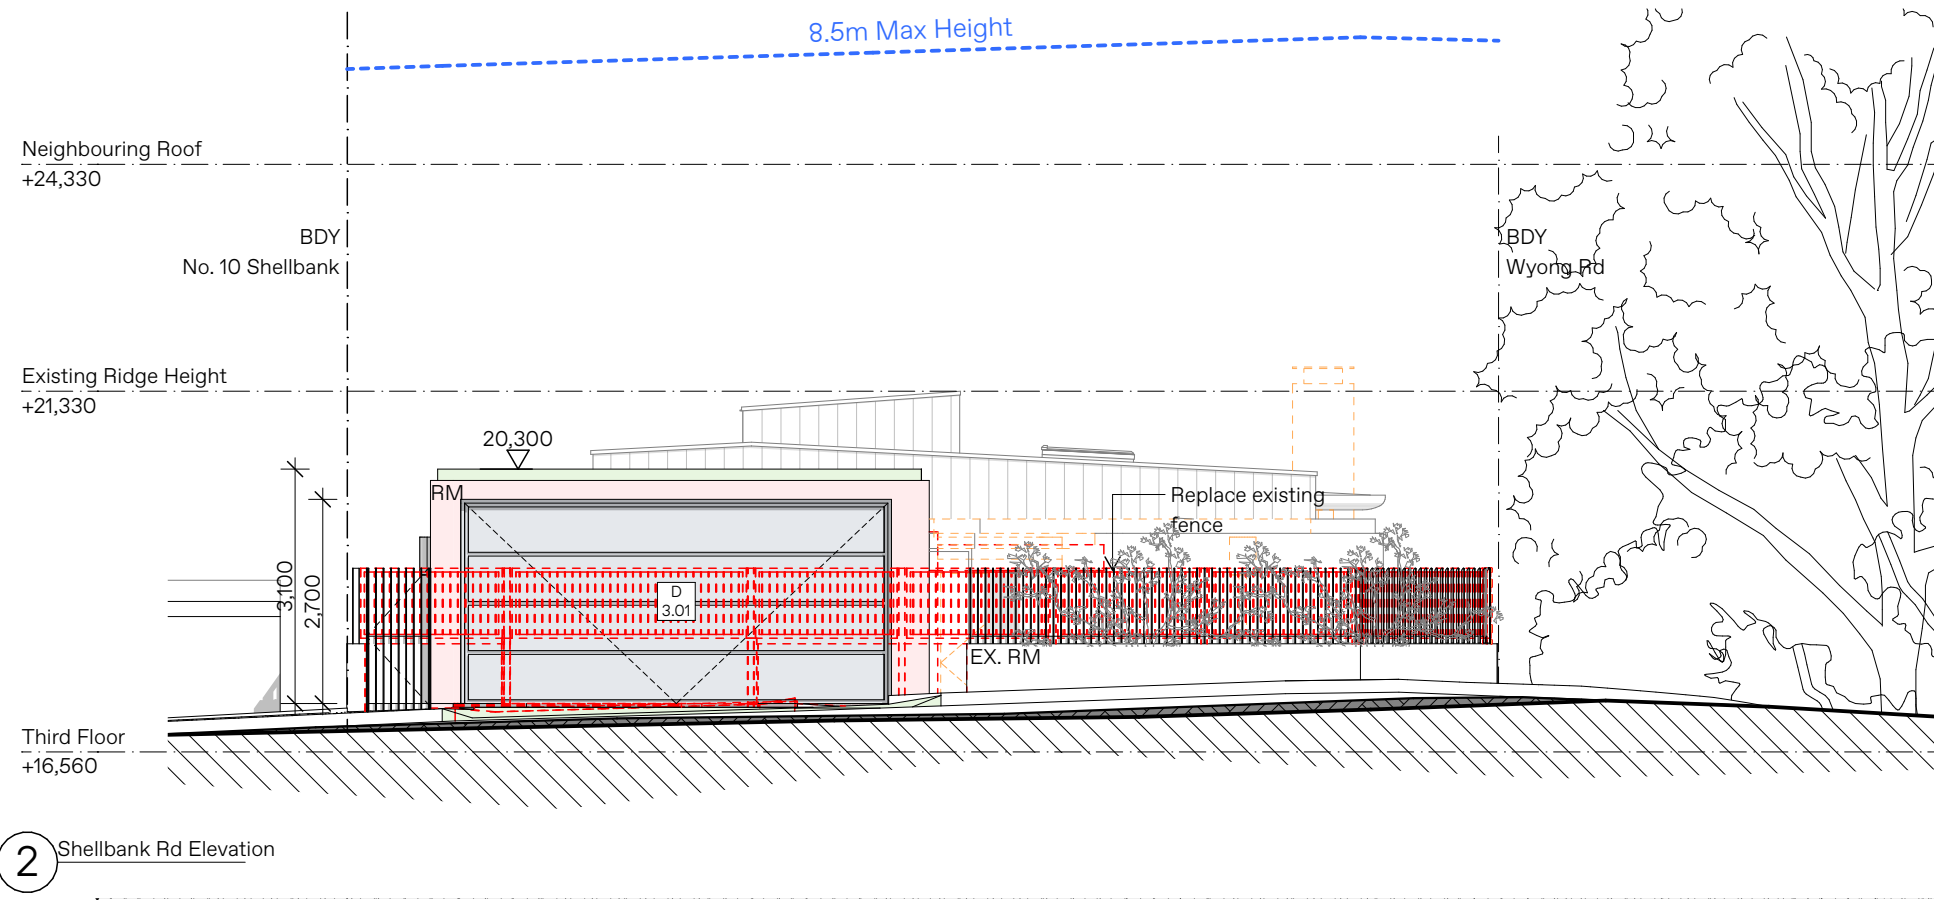 8.5m Max Height
Neighbouring Roof
+24,330
BDY
No. 10 Shellbank
BDY
Wyong Rd
Existing Ridge Height
+21,330
20,300
RM
Replace existing
fence
3,100
2,700
D
3.01
EX. RM
Third Floor
+16,560
2
Shellbank Rd Elevation